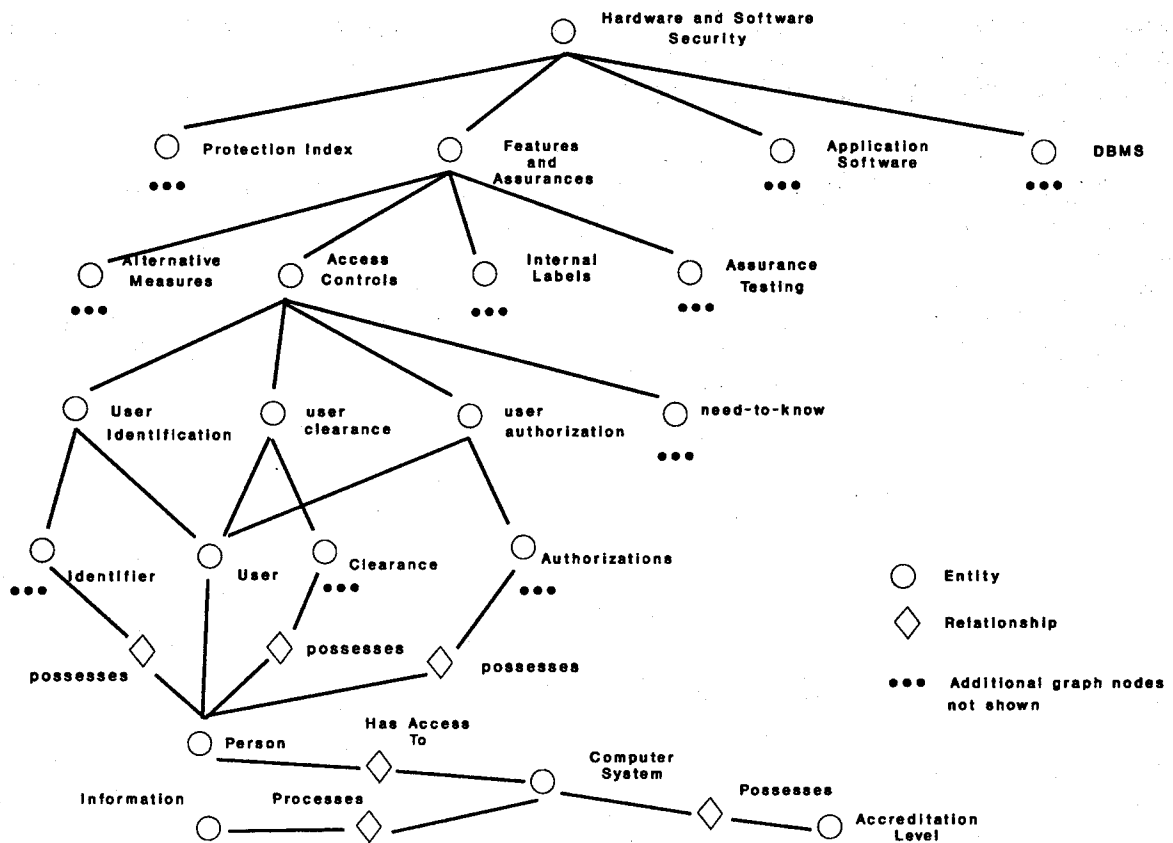 Hardware and Software
Security
Protection Index
Features
and
Assurances
Application
Software
DBMS
Alternative
Measures
Access
Controls
Internal
Labels
Assurance
Testing
User
Identification
user
clearance
user
authorization
need-to-know
Identifier
User
Clearance
Authorizations
possesses
possesses
possesses
Entity
Relationship
Additional graph nodes
not shown
Person
Has Access
To
Computer
System
Information
Processes
Possesses
Accreditation
Level